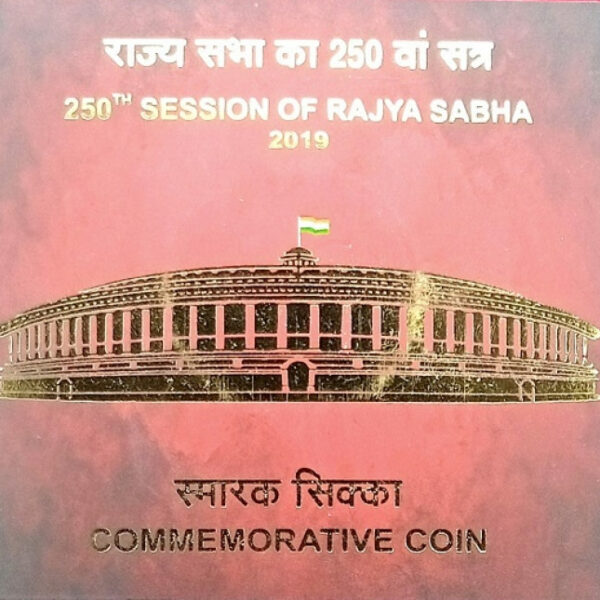 राज्य सभा का 250 वां सत्र
250TH SESSION OF RAJYA SABHA
2019
स्मारक सिक्का
COMMEMORATIVE COIN